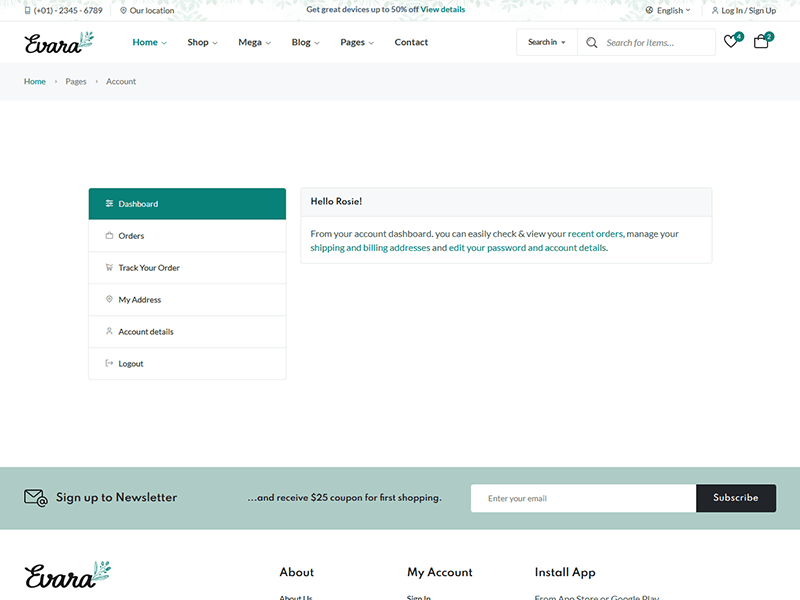 (+01) - 2345 - 6789 Our location Get great devices up to 50% off View details English Log In / Sign Up
Evara Home Shop Mega Blog Pages Contact Search in Search for items... 4 2
Home Pages Account
Dashboard
Orders
Track Your Order
My Address
Account details
Logout
Hello Rosie!
From your account dashboard. you can easily check & view your recent orders, manage your
shipping and billing addresses and edit your password and account details.
Sign up to Newsletter ...and receive $25 coupon for first shopping. Enter your email Subscribe
Evara About My Account Install App
About Us Sign In From App Store or Google Play